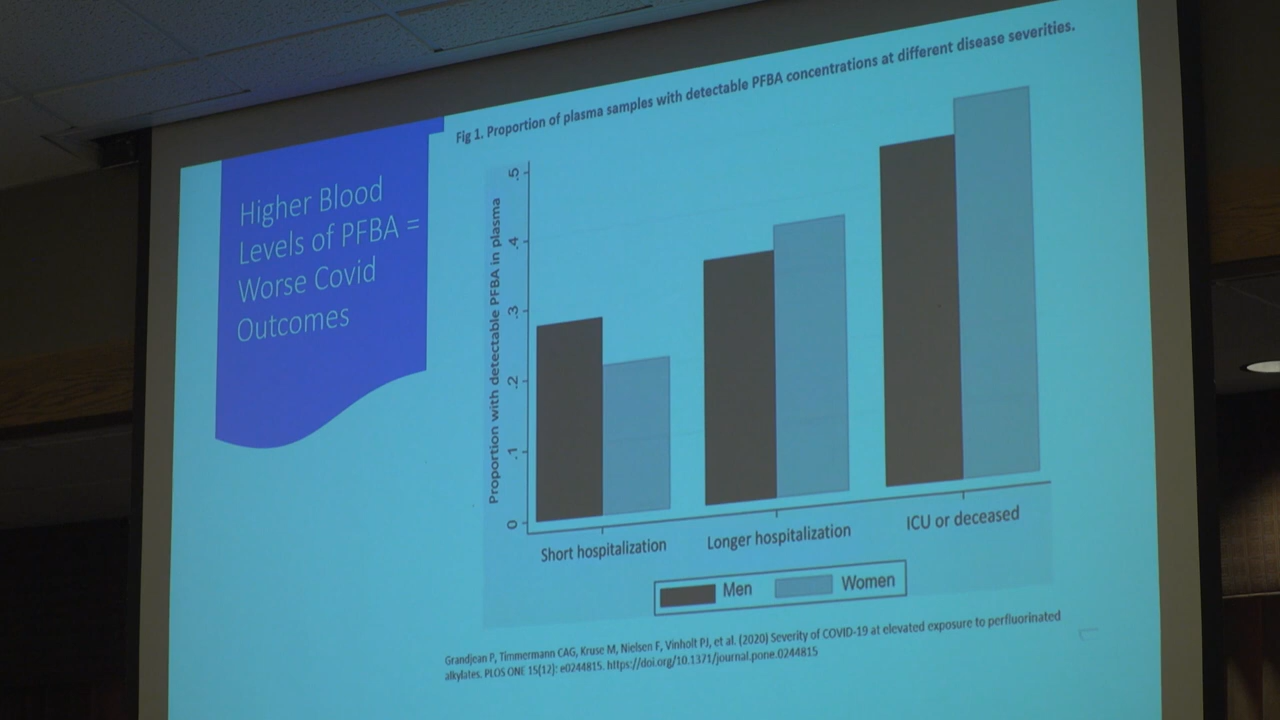 Fig 1. Proportion of plasma samples with detectable PFBA concentrations at different disease severities.
Higher Blood
Levels of PFBA =
Worse Covid
Outcomes
Proportion with detectable PFBA in plasma
.5
.4
.3
.2
.1
0
Short hospitalization
Longer hospitalization
ICU or deceased
Men
Women
Grandjean P, Timmermann CAG, Kruse M, Nielsen F, Vinholt PJ, et al. (2020) Severity of COVID-19 at elevated exposure to perfluorinated
alkylates. PLOS ONE 15(12): e0244815. https://doi.org/10.1371/journal.pone.0244815